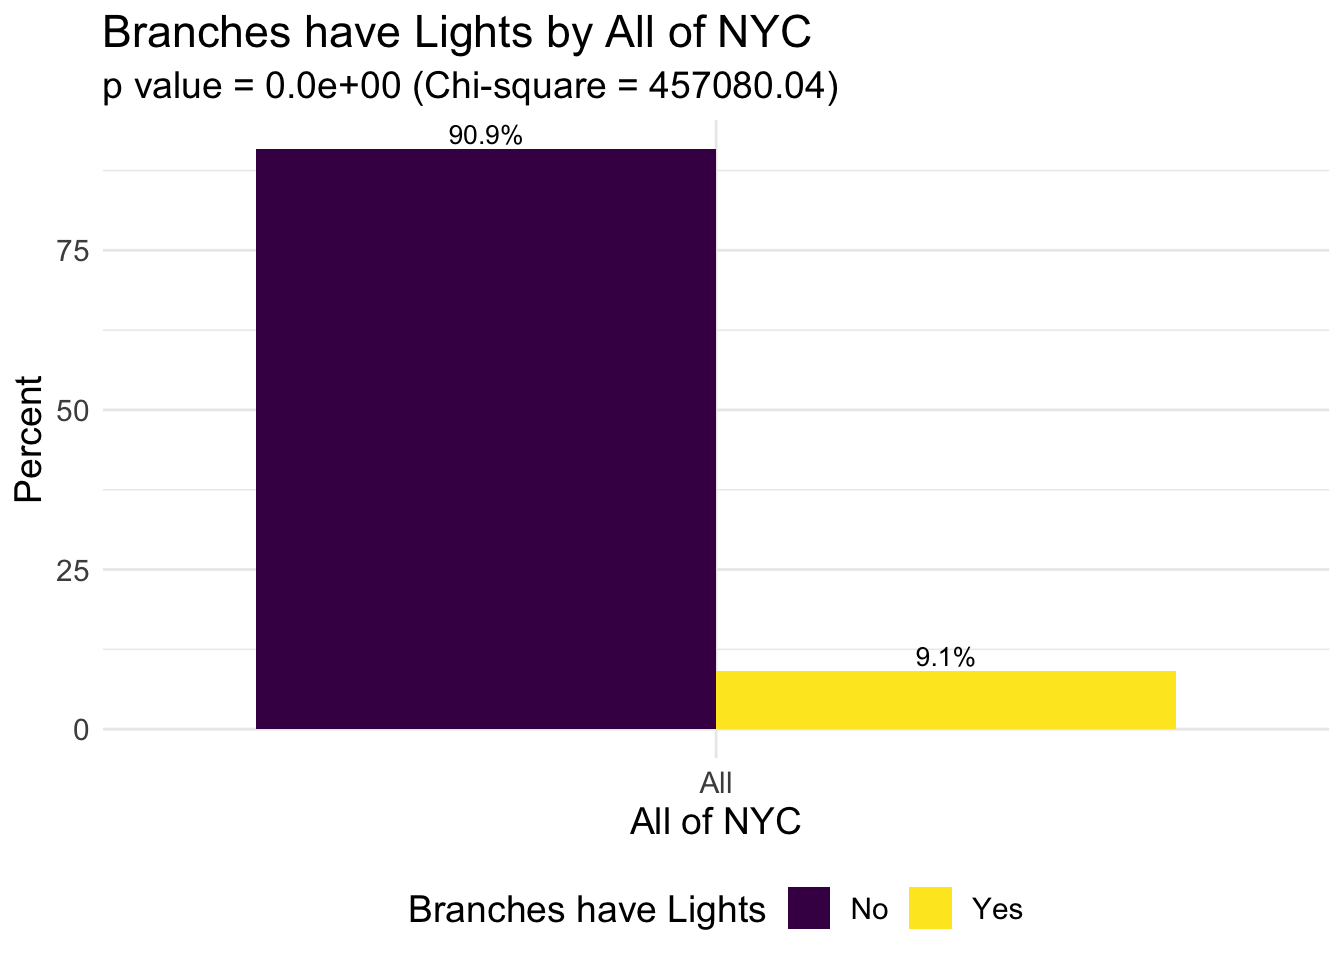 Branches have Lights by All of NYC
p value = 0.0e+00 (Chi-square = 457080.04)
90.9%
75
50
25
0
Percent
9.1%
All
All of NYC
Branches have Lights No Yes